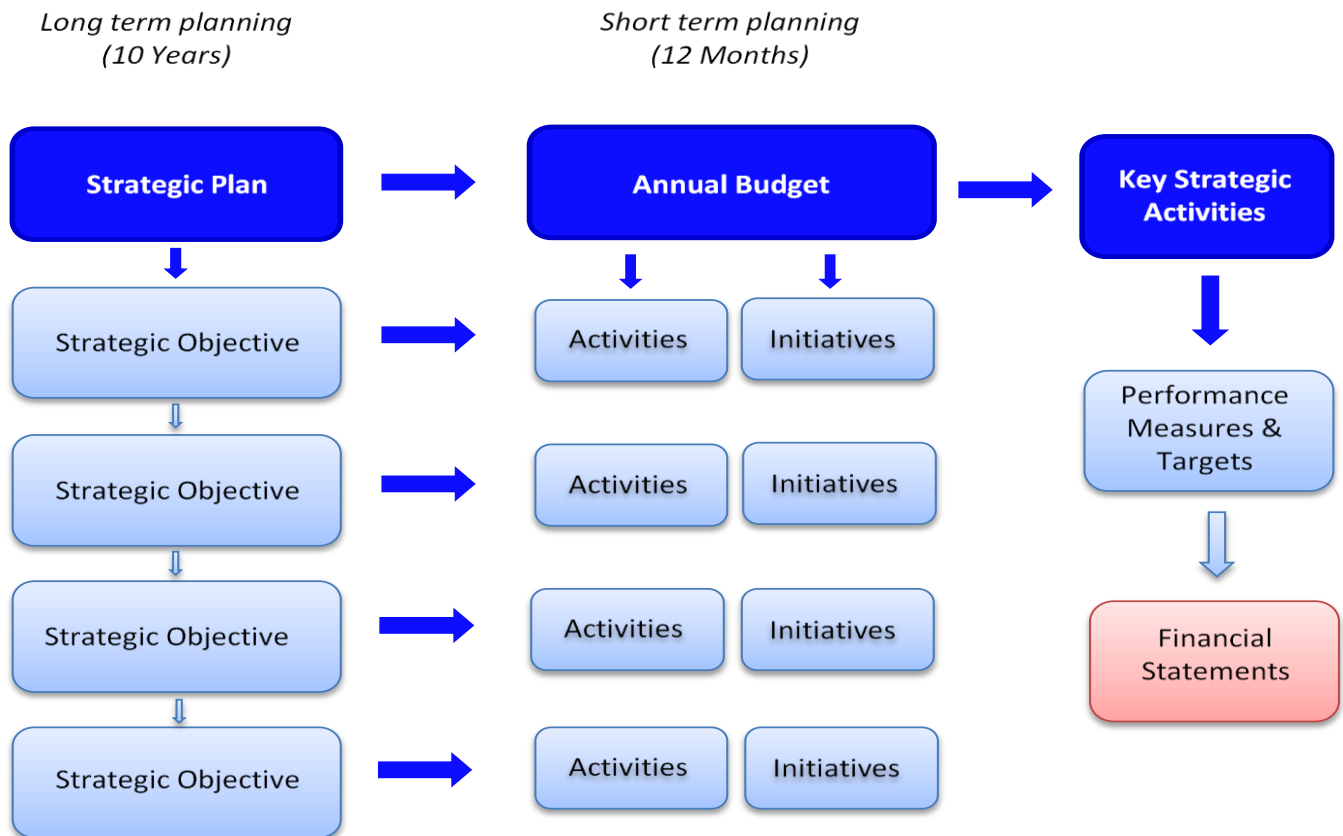 Long term planning
(10 Years)
Short term planning
(12 Months)
Strategic Plan
Annual Budget
Key Strategic
Activities
Strategic Objective
Activities
Initiatives
Performance
Measures &
Targets
Strategic Objective
Activities
Initiatives
Strategic Objective
Activities
Initiatives
Financial
Statements
Strategic Objective
Activities
Initiatives